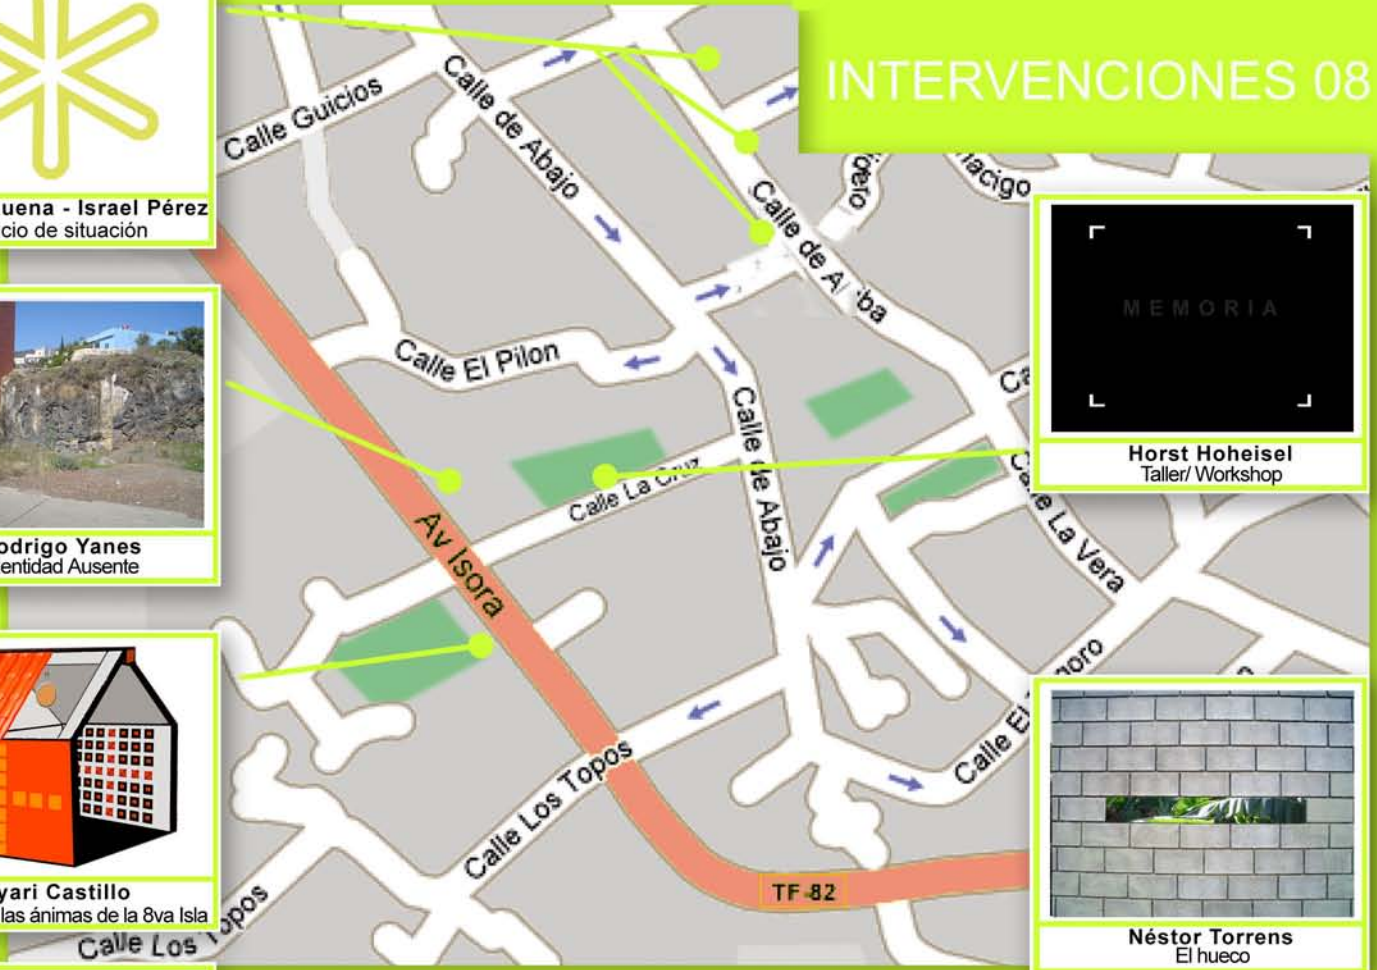 INTERVENCIONES 08
Calle Guicios
Calle de Abajo
Calle de
uena - Israel Pérez
cio de situación
Calle El Pilon
MEMORIA
Horst Hoheisel
Taller/ Workshop
Calle La Cruz
Calle de Abajo
Av Isora
Calle La Vera
odrigo Yanes
entidad Ausente
Calle El
Calle Los Topos
TF-82
yari Castillo
las ánimas de la 8va Isla
Calle Los Topos
Néstor Torrens
El hueco